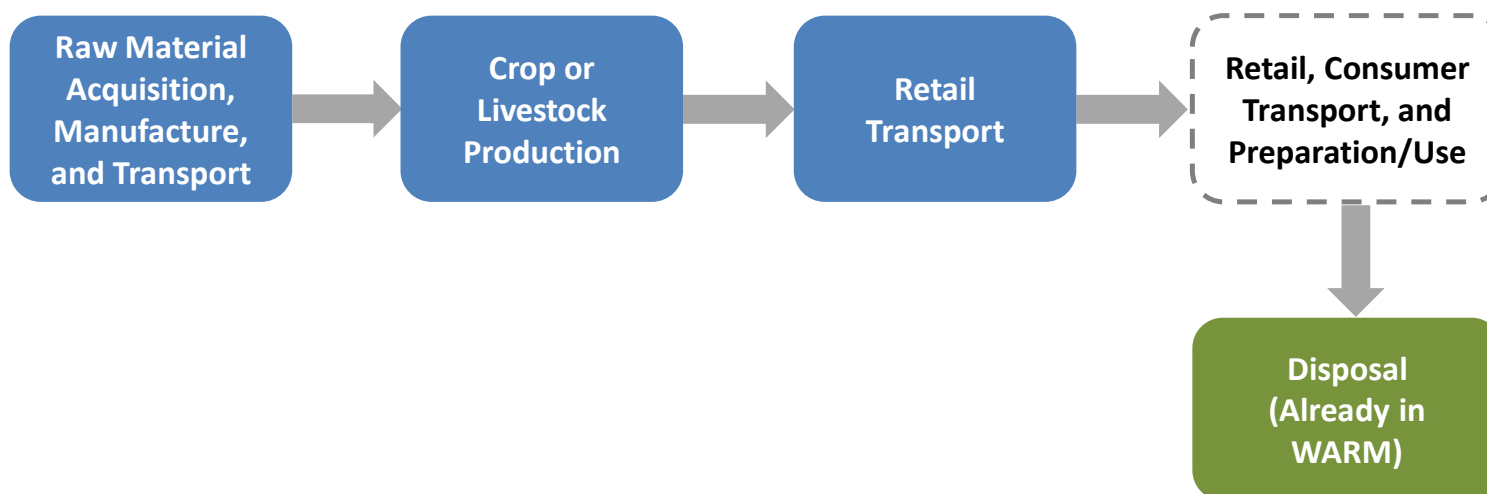 Raw Material
Acquisition,
Manufacture,
and Transport
Crop or
Livestock
Production
Retail
Transport
Retail, Consumer
Transport, and
Preparation/Use
Disposal
(Already in
WARM)